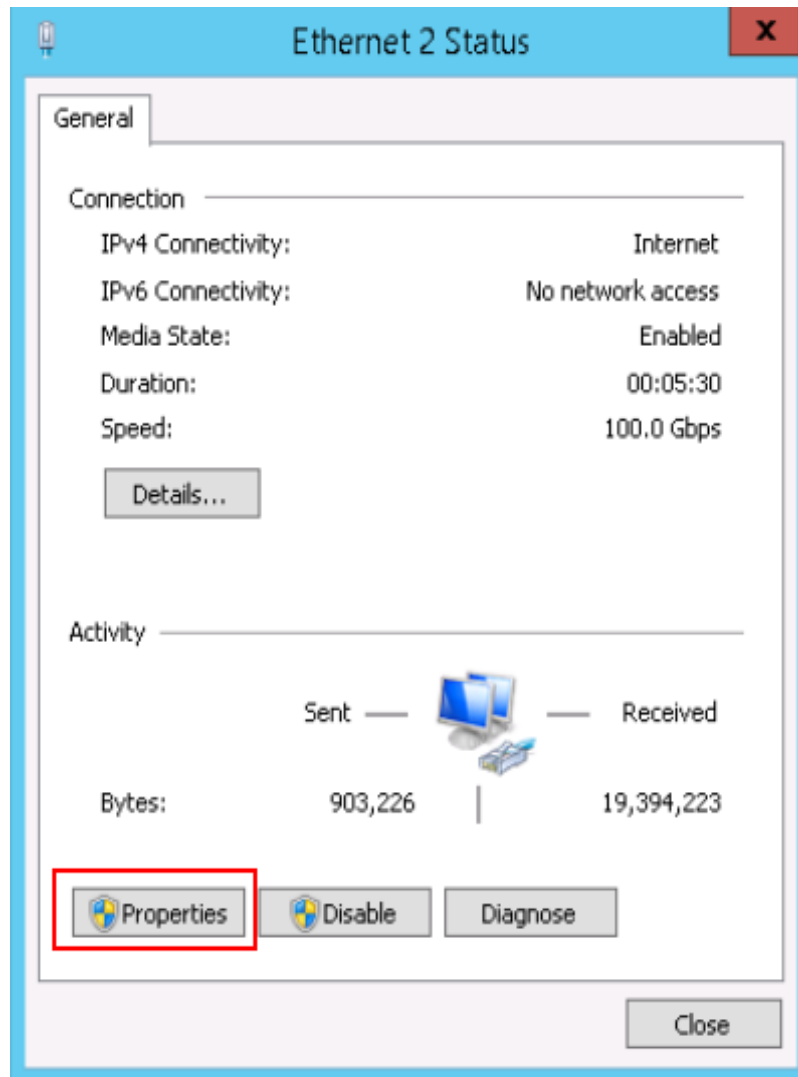 Ethernet 2 Status
x
General
Connection
IPv4 Connectivity: Internet
IPv6 Connectivity: No network access
Media State: Enabled
Duration: 00:05:30
Speed: 100.0 Gbps
Details...
Activity
Sent — — Received
Bytes: 903,226 19,394,223
Properties Disable Diagnose
Close